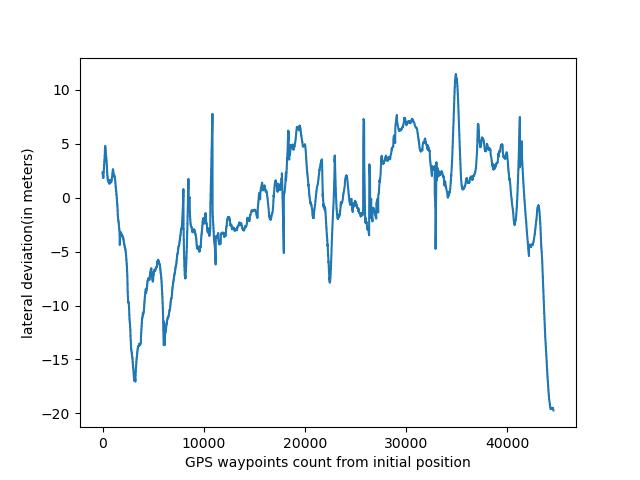 10
5
0
−5
−10
−15
−20
lateral deviation(in meters)
0 10000 20000 30000 40000
GPS waypoints count from initial position